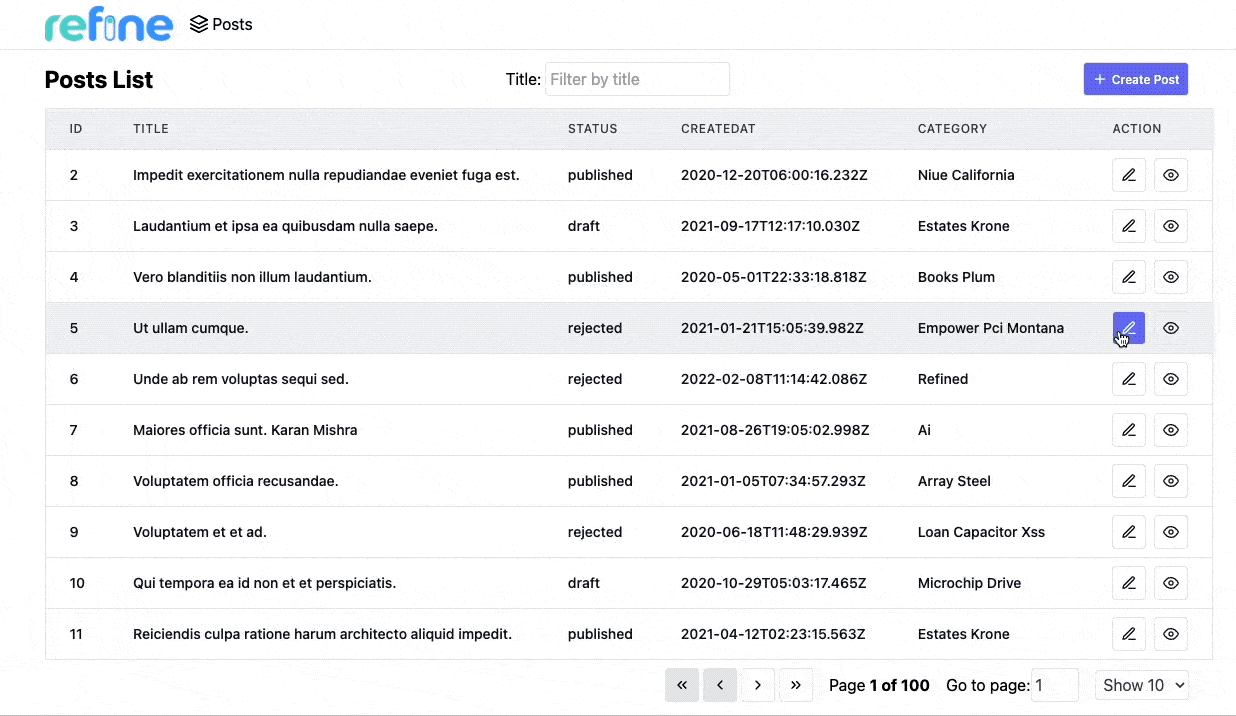 refine Posts
Posts List Title: Filter by title + Create Post
ID TITLE STATUS CREATEDAT CATEGORY ACTION
2 Impedit exercitationem nulla repudiandae eveniet fuga est. published 2020-12-20T06:00:16.232Z Niue California
3 Laudantium et ipsa ea quibusdam nulla saepe. draft 2021-09-17T12:17:10.030Z Estates Krone
4 Vero blanditiis non illum laudantium. published 2020-05-01T22:33:18.818Z Books Plum
5 Ut ullam cumque. rejected 2021-01-21T15:05:39.982Z Empower Pci Montana
6 Unde ab rem voluptas sequi sed. rejected 2022-02-08T11:14:42.086Z Refined
7 Maiores officia sunt. Karan Mishra published 2021-08-26T19:05:02.998Z Ai
8 Voluptatem officia recusandae. published 2021-01-05T07:34:57.293Z Array Steel
9 Voluptatem et et ad. rejected 2020-06-18T11:48:29.939Z Loan Capacitor Xss
10 Qui tempora ea id non et et perspiciatis. draft 2020-10-29T05:03:17.465Z Microchip Drive
11 Reiciendis culpa ratione harum architecto aliquid impedit. published 2021-04-12T02:23:15.563Z Estates Krone
« ‹ › » Page 1 of 100 Go to page: 1 Show 10